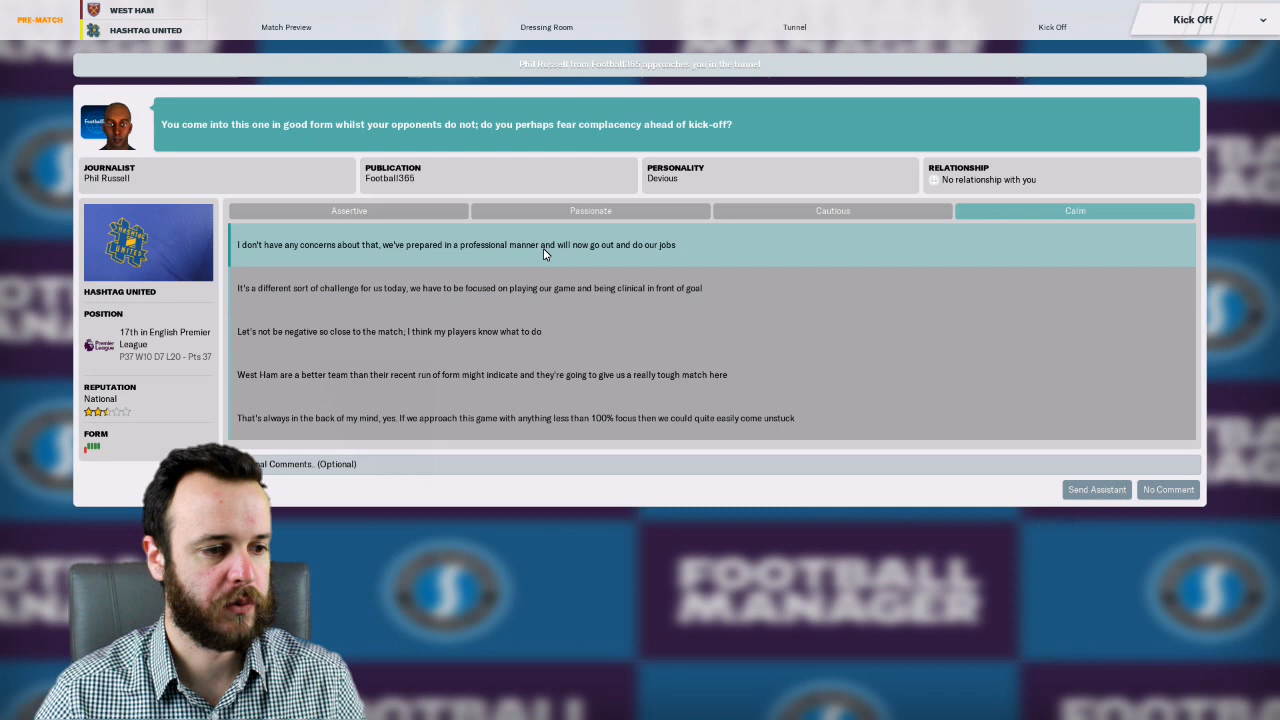 PRE-MATCH
WEST HAM
HASHTAG UNITED
Match Preview
Dressing Room
Tunnel
Kick Off
Kick Off
Phil Russell from Football365 approaches you in the tunnel
Football
You come into this one in good form whilst your opponents do not; do you perhaps fear complacency ahead of kick-off?
JOURNALIST
Phil Russell
PUBLICATION
Football365
PERSONALITY
Devious
RELATIONSHIP
No relationship with you
HASHTAG
UNITED
HASHTAG UNITED
POSITION
Premier
League
17th in English Premier
League
P37 W10 D7 L20 - Pts 37
REPUTATION
National
FORM
Assertive
Passionate
Cautious
Calm
I don't have any concerns about that, we've prepared in a professional manner and will now go out and do our jobs
It's a different sort of challenge for us today, we have to be focused on playing our game and being clinical in front of goal
Let's not be negative so close to the match; I think my players know what to do
West Ham are a better team than their recent run of form might indicate and they're going to give us a really tough match here
That's always in the back of my mind, yes. If we approach this game with anything less than 100% focus then we could quite easily come unstuck
Comments.. (Optional)
Send Assistant
No Comment
FOOTBALL
MANAGER